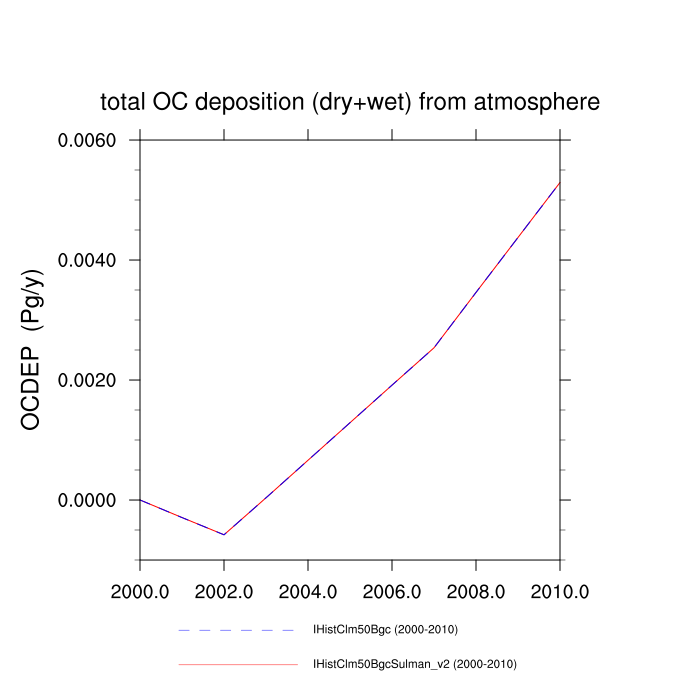 total OC deposition (dry+wet) from atmosphere
OCDEP (Pg/y)
0.0060
0.0040
0.0020
0.0000
2000.0 2002.0 2004.0 2006.0 2008.0 2010.0
IHistClm50Bgc (2000-2010)
IHistClm50BgcSulman_v2 (2000-2010)